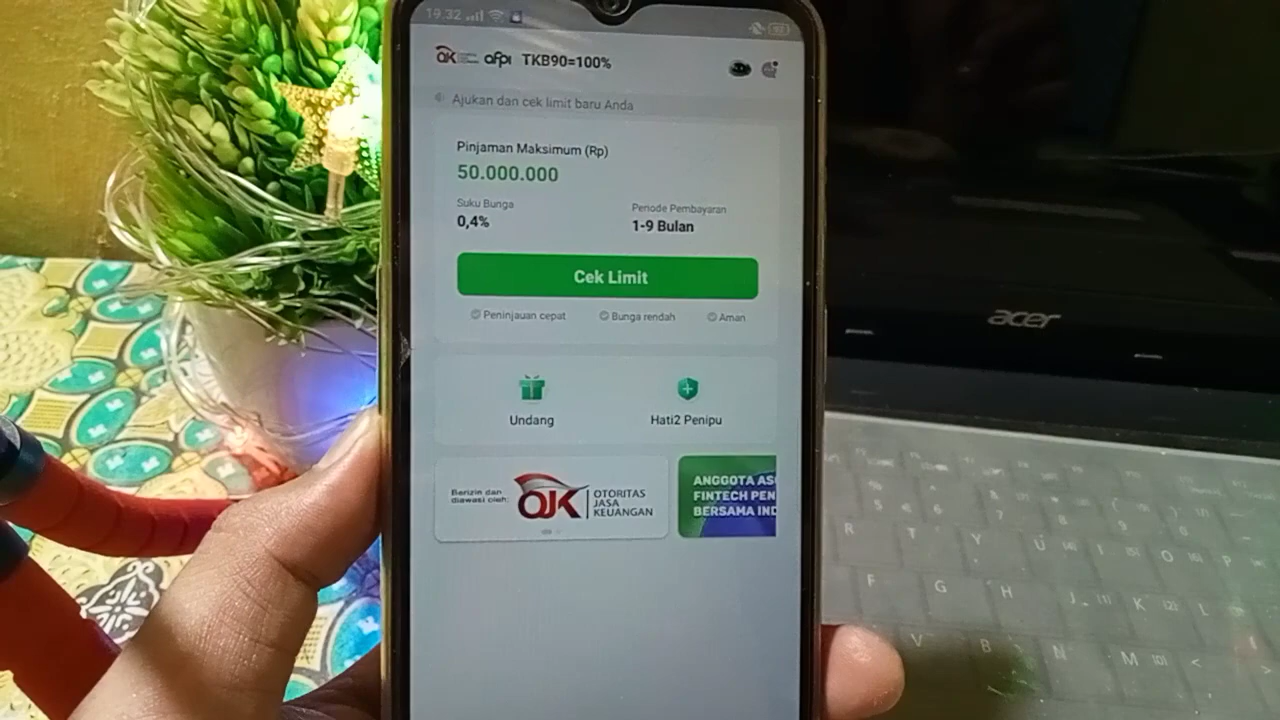 19.32
OJK afpi TKB90=100%
Ajukan dan cek limit baru Anda
Pinjaman Maksimum (Rp)
50.000.000
Suku Bunga
0,4%
Periode Pembayaran
1-9 Bulan
Cek Limit
Peninjauan cepat
Bunga rendah
Aman
Undang
Hati2 Penipu
Berizin dan
diawasi oleh:
OJK
OTORITAS
JASA
KEUANGAN
ANGGOTA AS
FINTECH PEN
BERSAMA IND
acer
R T Y U I O P
F G H J K L
V B N M <